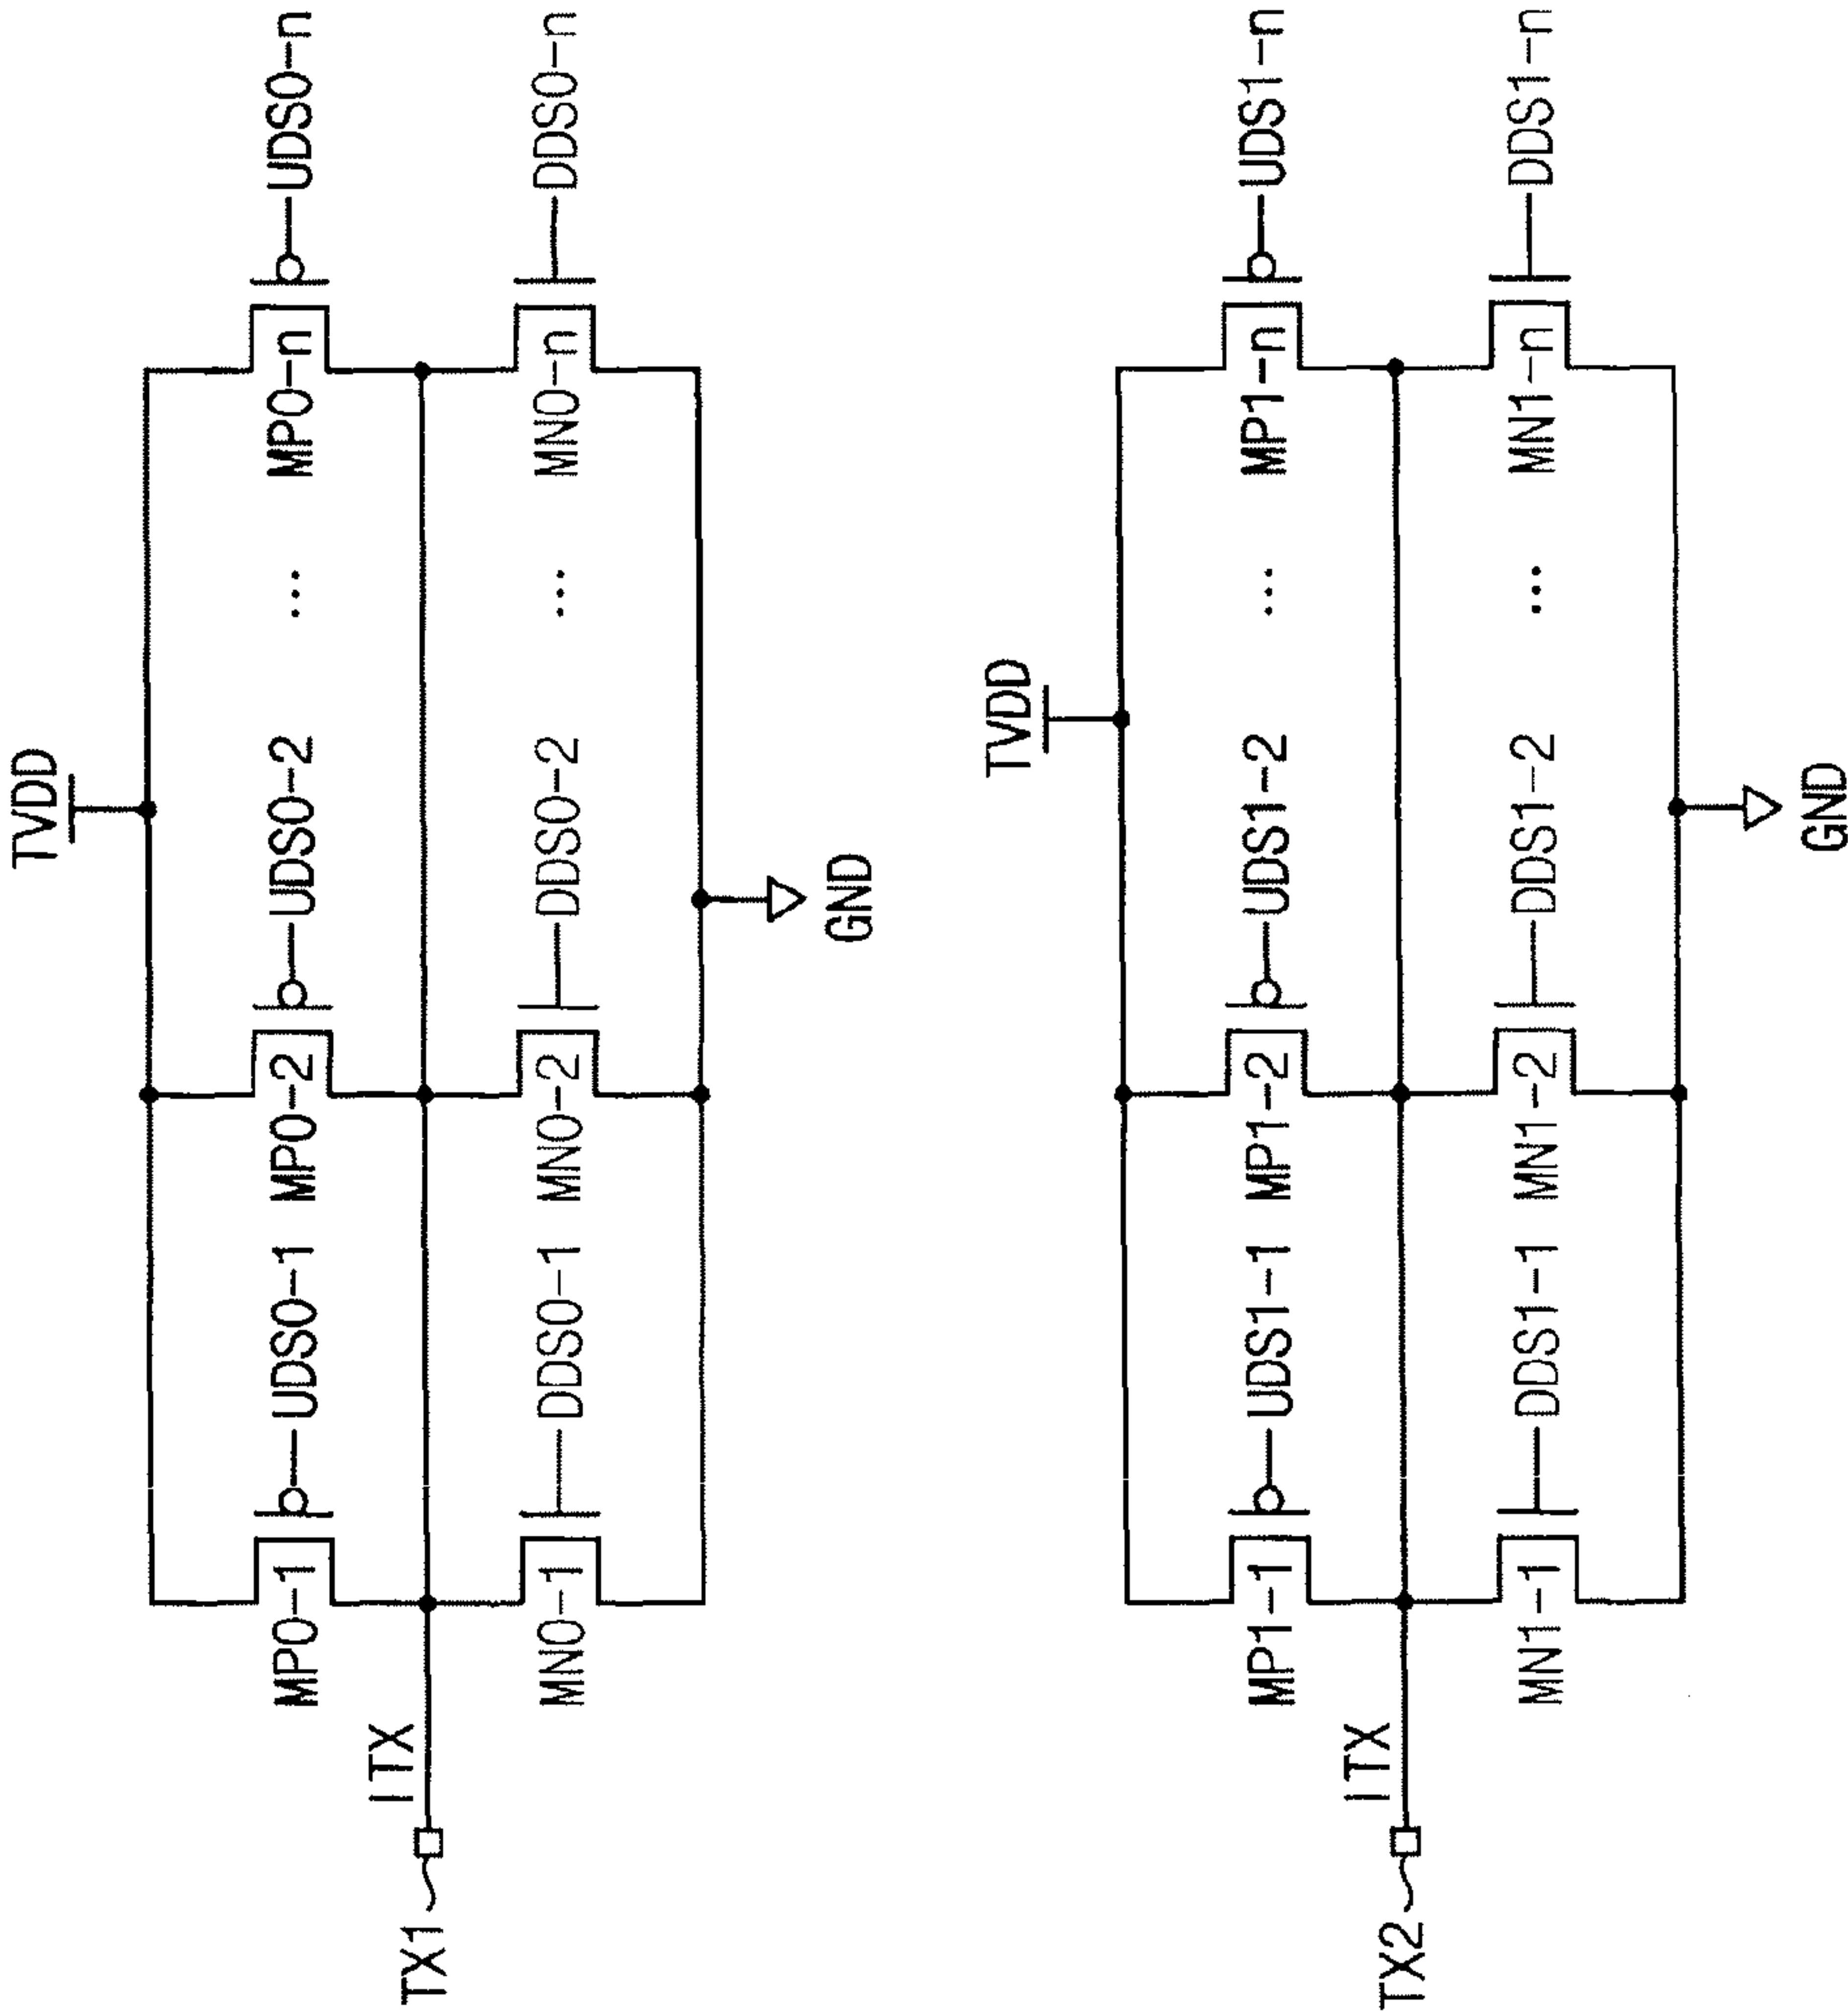 TVDD
MP0-1
UDS0-1
MP0-2
UDS0-2
...
MP0-n
UDS0-n
TX1
ITX
MN0-1
DDS0-1
MN0-2
DDS0-2
...
MN0-n
DDS0-n
GND
TVDD
MP1-1
UDS1-1
MP1-2
UDS1-2
...
MP1-n
UDS1-n
TX2
ITX
MN1-1
DDS1-1
MN1-2
DDS1-2
...
MN1-n
DDS1-n
GND